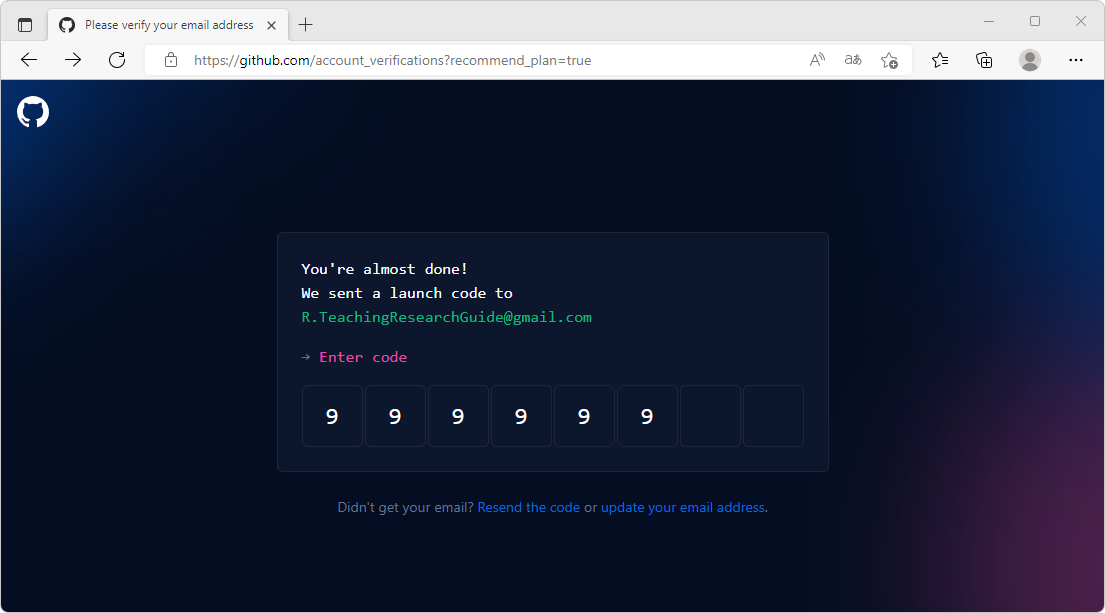 Please verify your email address
https://github.com/account_verifications?recommend_plan=true
You're almost done!
We sent a launch code to
R.TeachingResearchGuide@gmail.com
→ Enter code
9 9 9 9 9 9
Didn't get your email? Resend the code or update your email address.